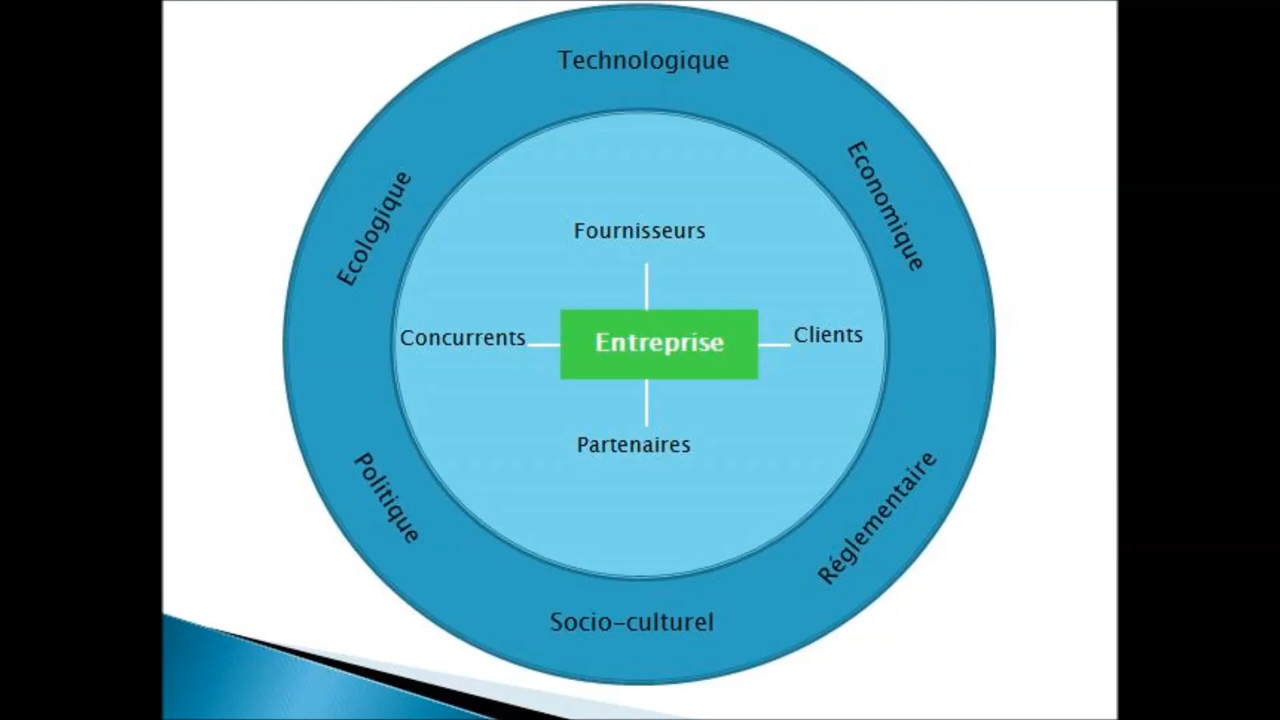 Technologique
Economique
Ecologique
Fournisseurs
Concurrents
Entreprise
Clients
Partenaires
Politique
Réglementaire
Socio-culturel